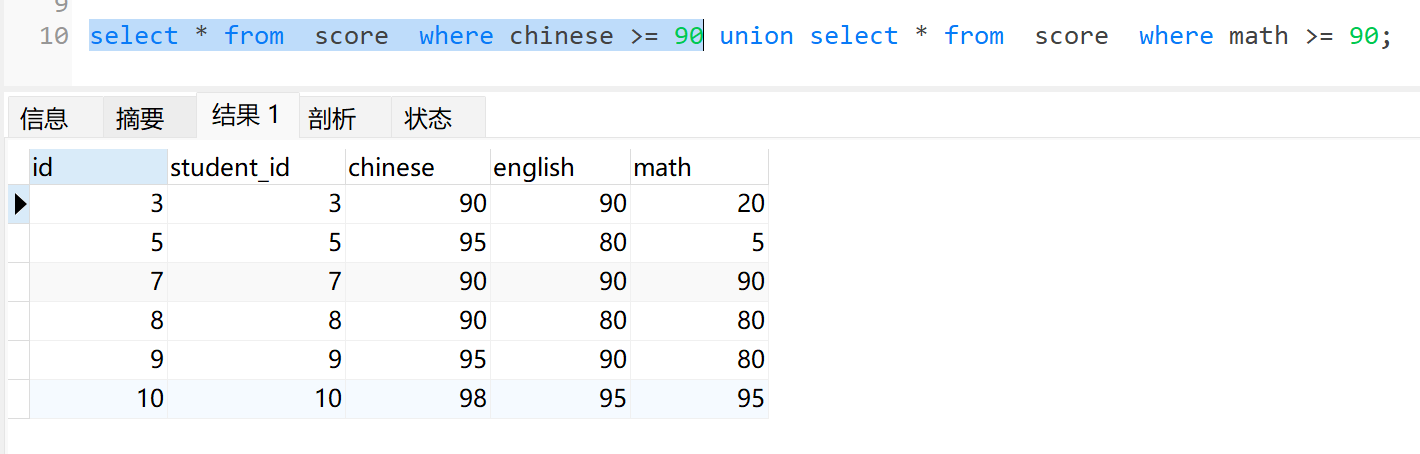 9
10 select * from  score  where chinese >= 90 union select * from  score  where math >= 90;
信息 摘要 结果 1 剖析 状态
id student_id chinese english math
3 3 90 90 20
5 5 95 80 5
7 7 90 90 90
8 8 90 80 80
9 9 95 90 80
10 10 98 95 95